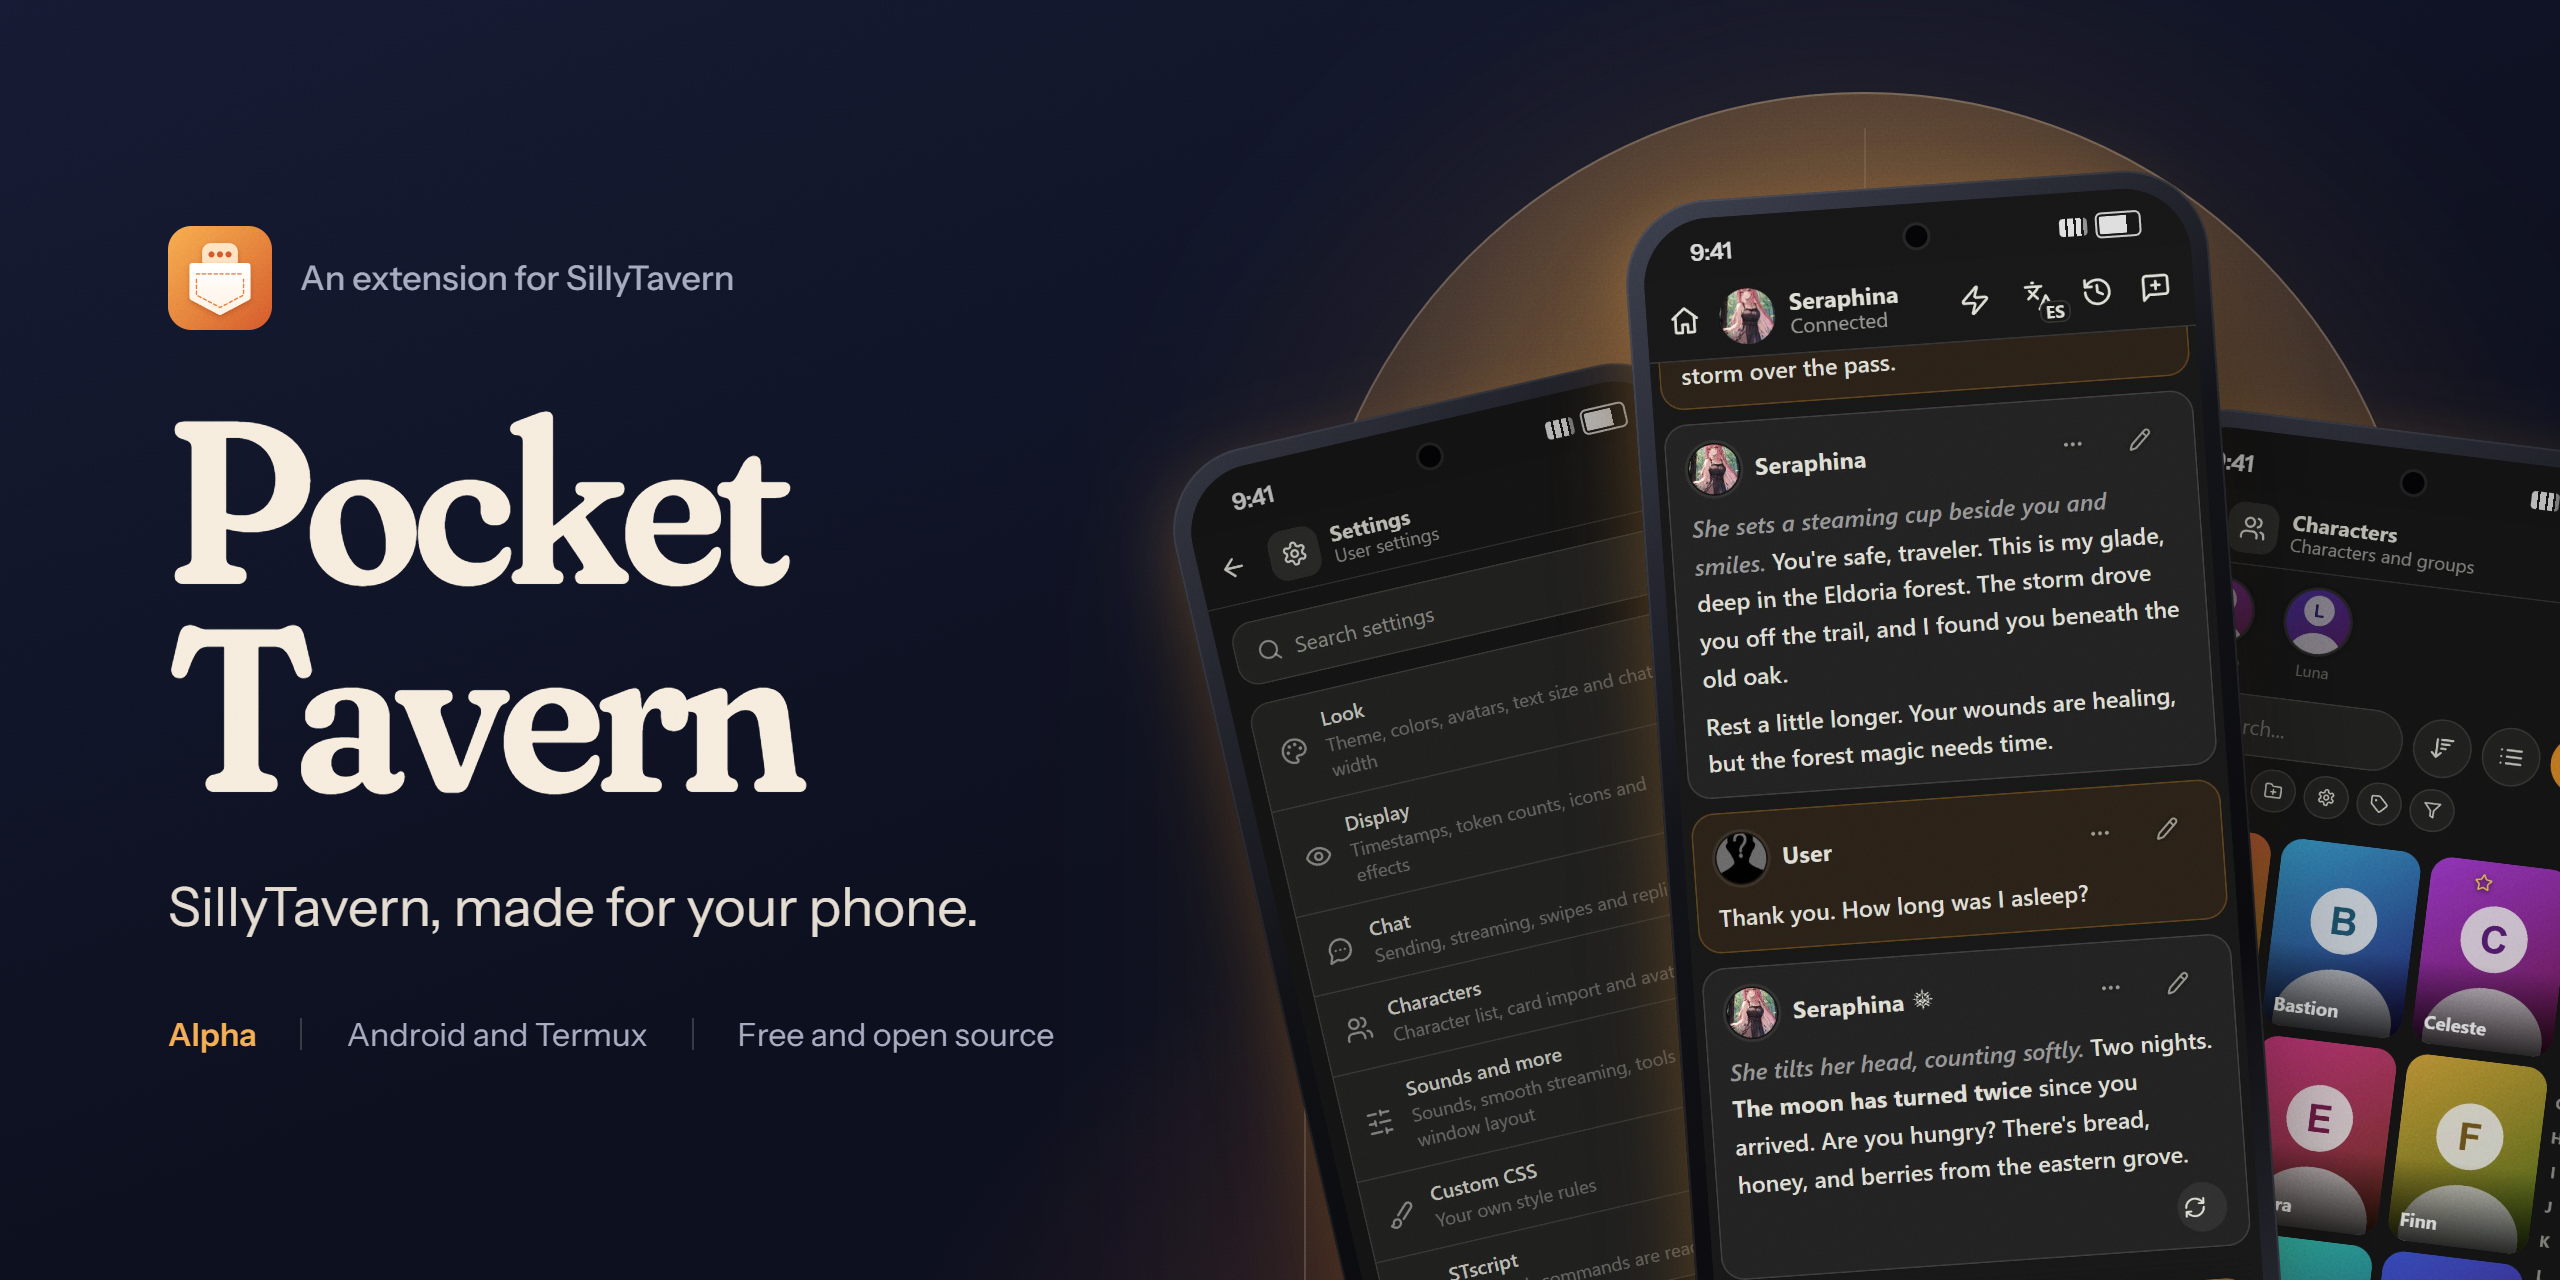 An extension for SillyTavern
Pocket
Tavern
SillyTavern, made for your phone.
Alpha
Android and Termux
Free and open source
9:41
Settings
User settings
Search settings
Look
Theme, colors, avatars, text size and chat
width
Display
Timestamps, token counts, icons and
effects
Chat
Sending, streaming, swipes and repli
Characters
Character list, card import and avat
Sounds and more
Sounds, smooth streaming, tools
window layout
Custom CSS
Your own style rules
STscript
commands are read
9:41
Seraphina
Connected
ES
storm over the pass.
Seraphina
She sets a steaming cup beside you and
smiles. You're safe, traveler. This is my glade,
deep in the Eldoria forest. The storm drove
you off the trail, and I found you beneath the
old oak.
Rest a little longer. Your wounds are healing,
but the forest magic needs time.
User
Thank you. How long was I asleep?
Seraphina
She tilts her head, counting softly. Two nights.
The moon has turned twice since you
arrived. Are you hungry? There's bread,
honey, and berries from the eastern grove.
:41
Characters
Characters and groups
L
Luna
rch...
B
Bastion
C
Celeste
E
ra
F
Finn
H
I
J
K